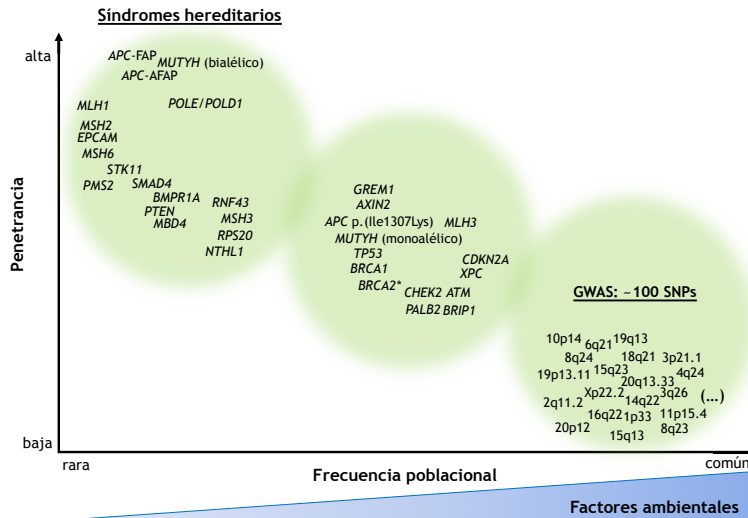 Síndromes hereditarios
alta
APC-FAP
MUTYH (bialélico)
APC-AFAP
MLH1
POLE/POLD1
MSH2
EPCAM
MSH6
STK11
PMS2
SMAD4
BMPR1A
RNF43
PTEN
MSH3
MBD4
RPS20
NTHL1
GREM1
AXIN2
APC p.(Ile1307Lys)
MLH3
MUTYH (monoalélico)
TP53
CDKN2A
BRCA1
XPC
BRCA2*
CHEK2 ATM
PALB2 BRIP1
GWAS: ~100 SNPs
10p14
6q21
19q13
8q24
18q21
3p21.1
19p13.11
15q23
4q24
20q13.33
Xp22.2
3q26
(...)
2q11.2
14q22
16q22
1p33
11p15.4
20p12
15q13
8q23
Penetrancia
baja
rara
Frecuencia poblacional
común
Factores ambientales